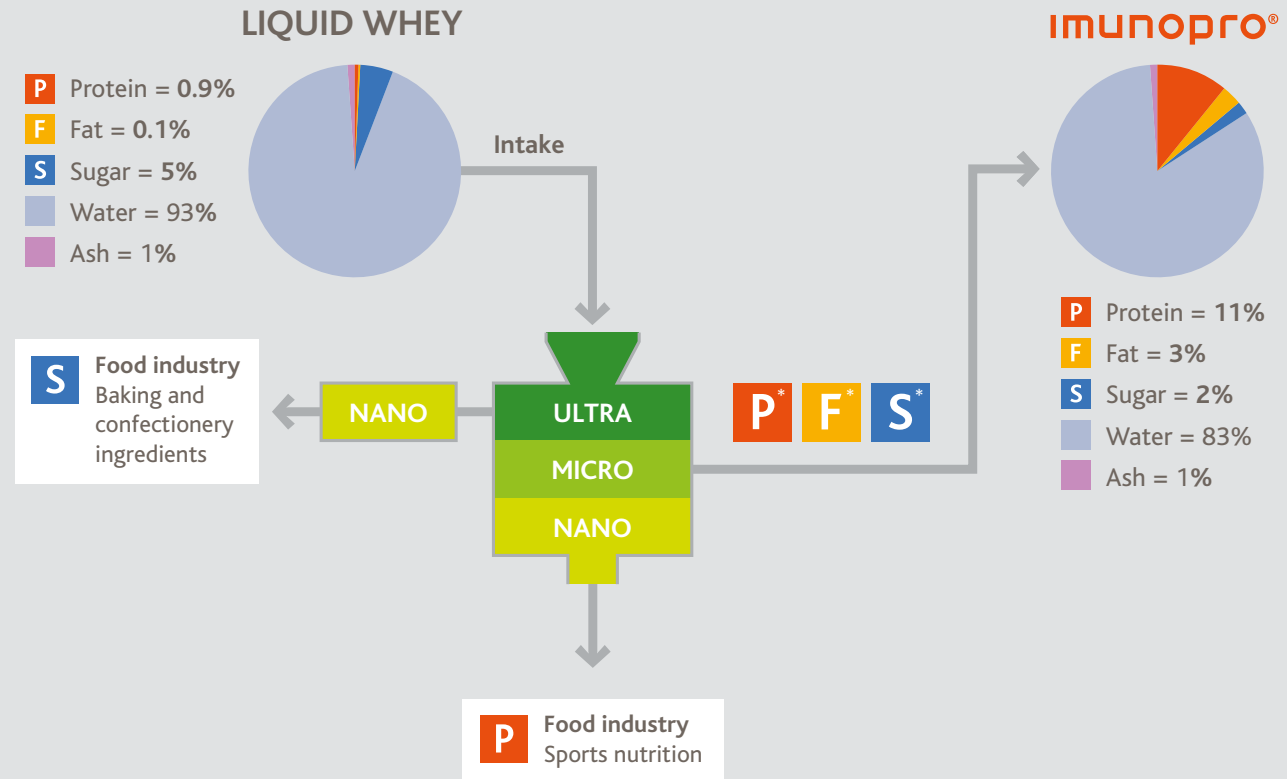 LIQUID WHEY
P Protein = 0.9%
F Fat = 0.1%
S Sugar = 5%
Water = 93%
Ash = 1%
Intake
imunopro®
P Protein = 11%
F Fat = 3%
S Sugar = 2%
Water = 83%
Ash = 1%
S Food industry
Baking and
confectionery
ingredients
NANO
ULTRA
MICRO
NANO
P* F* S*
P Food industry
Sports nutrition